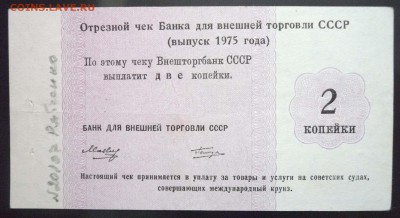 COINS.LAVE.RU
Отрезной чек Банка для внешней торговли СССР
(выпуск 1975 года)
По этому чеку Внешторгбанк СССР
выплатит две копейки.
2
КОПЕЙКИ
БАНК ДЛЯ ВНЕШНЕЙ ТОРГОВЛИ СССР
Настоящий чек принимается в уплату за товары и услуги на советских судах,
совершающих международный круиз.